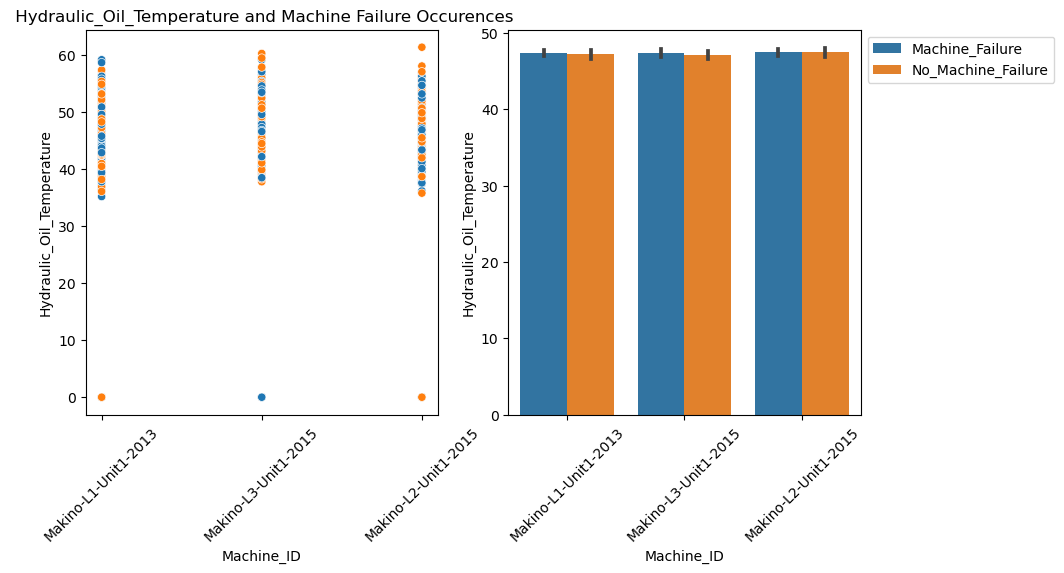 Hydraulic_Oil_Temperature and Machine Failure Occurences
Hydraulic_Oil_Temperature
60
50
40
30
20
10
0
Makino-L1-Unit1-2013
Makino-L3-Unit1-2015
Makino-L2-Unit1-2015
Machine_ID
Hydraulic_Oil_Temperature
50
40
30
20
10
0
Makino-L1-Unit1-2013
Makino-L3-Unit1-2015
Makino-L2-Unit1-2015
Machine_ID
Machine_Failure
No_Machine_Failure